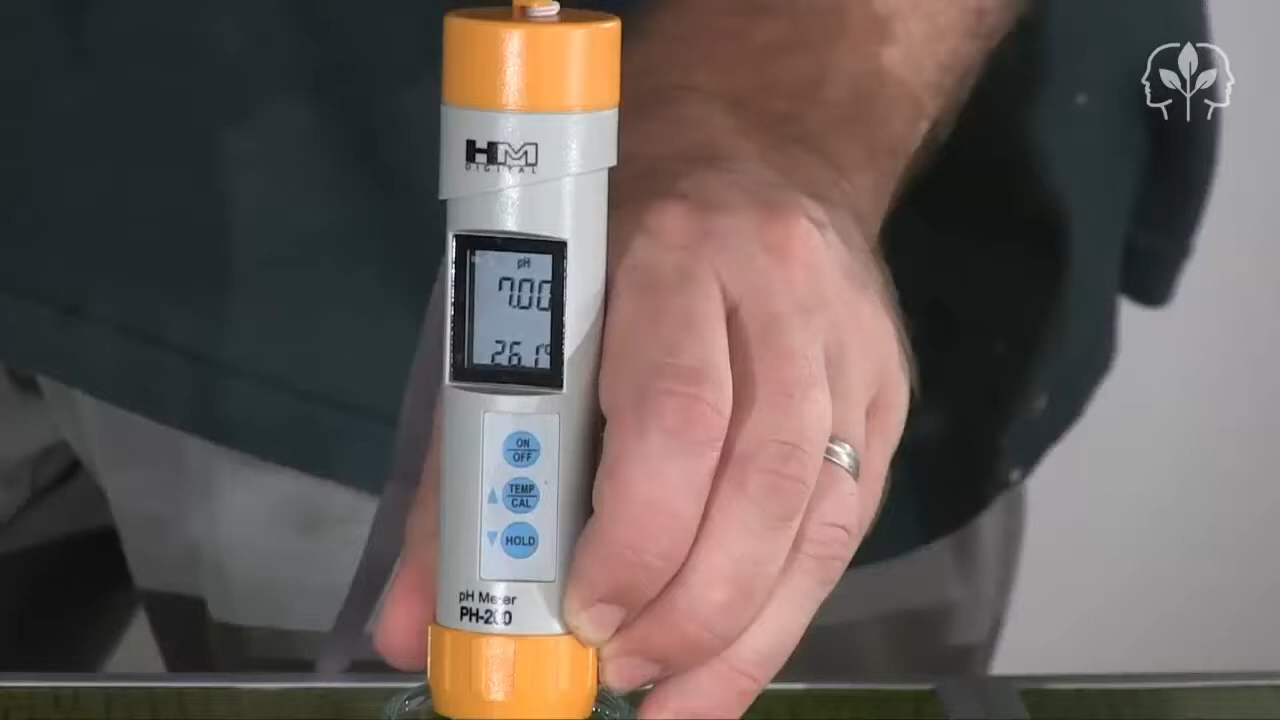 HM
DIGITAL
pH
7.00
26.1°
ON
OFF
TEMP
CAL
HOLD
pH Meter
PH-200